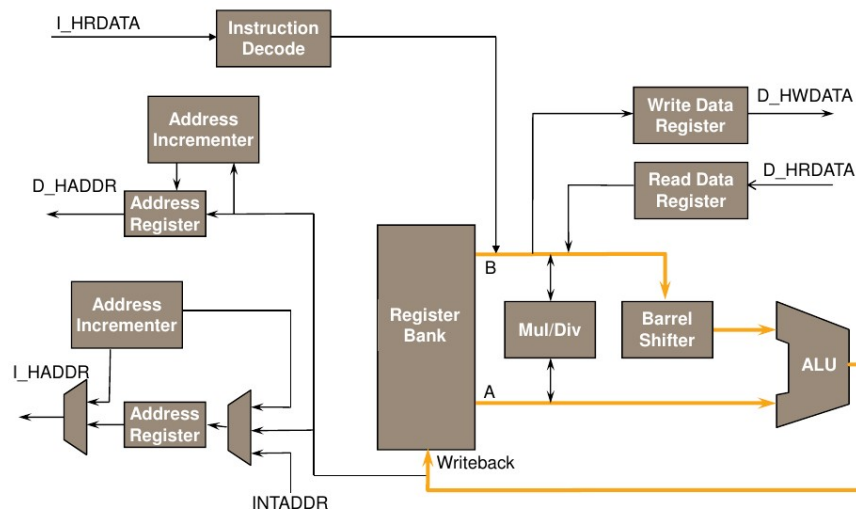 I_HRDATA
Instruction
Decode
Address
Incrementer
Write Data
Register
D_HWDATA
D_HADDR
Address
Register
Read Data
Register
D_HRDATA
B
Address
Incrementer
Register
Bank
Mul/Div
Barrel
Shifter
ALU
I_HADDR
Address
Register
A
Writeback
INTADDR